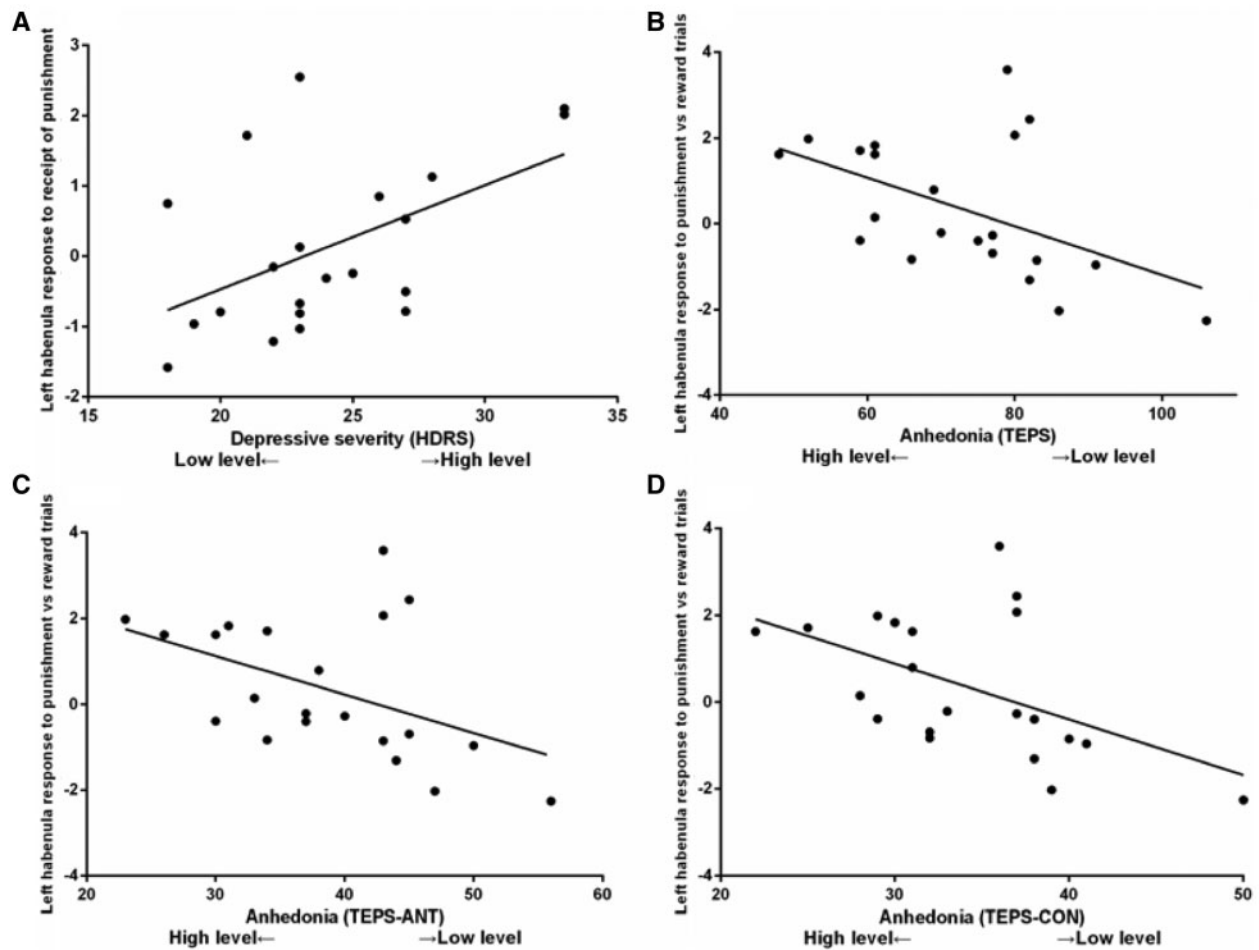 A
Left habenula response to receipt of punishment
3
2
1
0
-1
-2
15
20
25
30
35
Depressive severity (HDRS)
Low level← →High level
B
Left habenula response to punishment vs reward trials
4
2
0
-2
-4
40
60
80
100
Anhedonia (TEPS)
High level← →Low level
C
Left habenula response to punishment vs reward trials
4
2
0
-2
-4
20
30
40
50
60
Anhedonia (TEPS-ANT)
High level← →Low level
D
Left habenula response to punishment vs reward trials
4
2
0
-2
-4
20
30
40
50
Anhedonia (TEPS-CON)
High level← →Low level